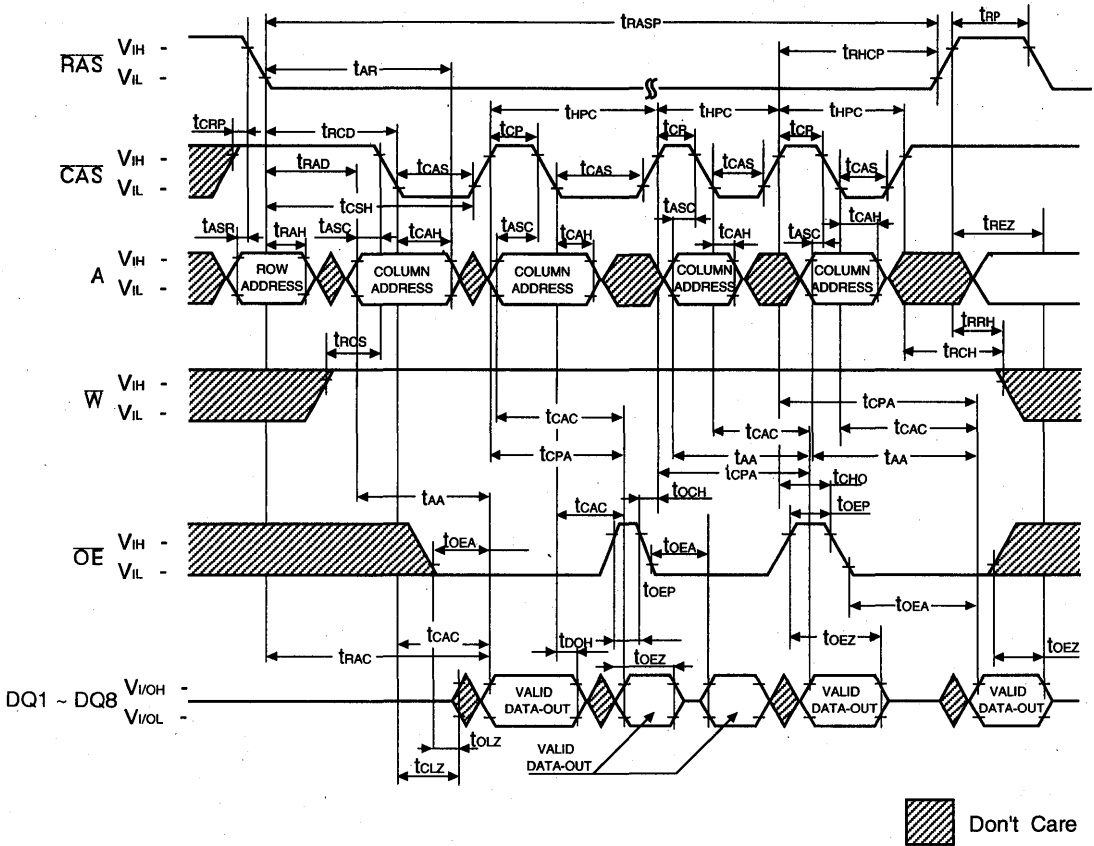 tRASP
tRP
RAS
VIH -
VIL -
tAR
tRHCP
tHPC
tHPC
tHPC
tCRP
tRCD
tCP
tCP
tCP
CAS
VIH -
VIL -
tRAD
tCAS
tCAS
tCAS
tCAS
tCSH
tASR
tRAH
tASC
tCAH
tASC
tCAH
tASC
tCAH
tASC
tCAH
tREZ
A
VIH -
VIL -
ROW ADDRESS
COLUMN ADDRESS
COLUMN ADDRESS
COLUMN ADDRESS
COLUMN ADDRESS
tRRH
tRCS
tRCH
W
VIH -
VIL -
tCPA
tCAC
tCAC
tCAC
tCPA
tAA
tAA
tCPA
tCHO
tAA
tOCH
tCAC
tOEP
OE
VIH -
VIL -
tOEA
tOEA
tOEP
tOEA
tCAC
tDOH
tOEZ
tRAC
tOEZ
tOEZ
DQ1 ~ DQ8
VI/OH -
VI/OL -
VALID DATA-OUT
VALID DATA-OUT
VALID DATA-OUT
tOLZ
VALID DATA-OUT
tCLZ
Don't Care